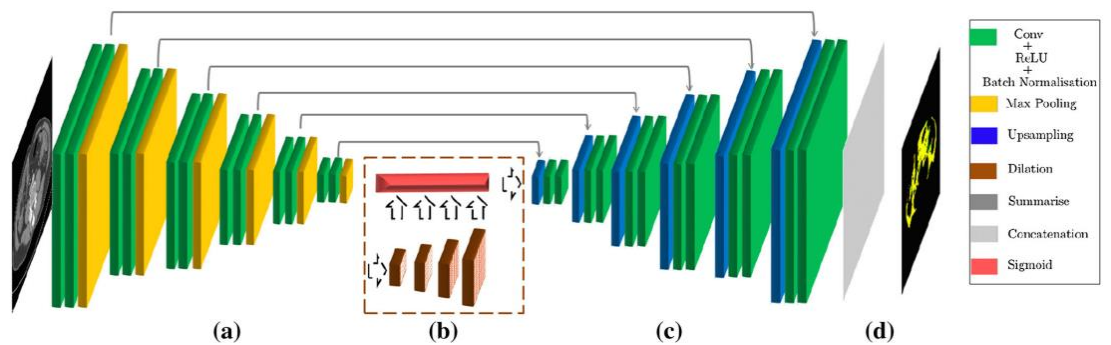 Conv
+
ReLU
+
Batch Normalisation
Max Pooling
Upsampling
Dilation
Summarise
Concatenation
Sigmoid
(a)
(b)
(c)
(d)